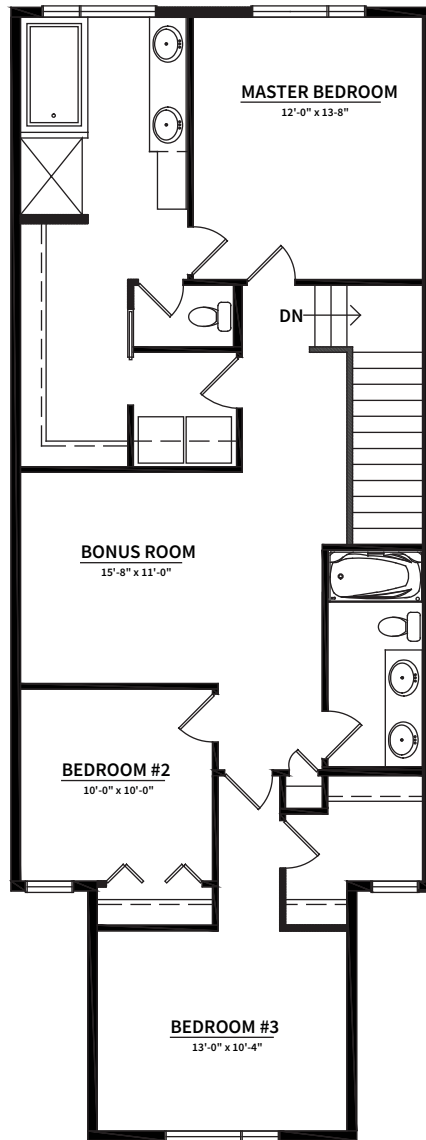 MASTER BEDROOM
12'-0" x 13-8"
DN
BONUS ROOM
15'-8" x 11'-0"
BEDROOM #2
10'-0" x 10'-0"
BEDROOM #3
13'-0" x 10'-4"